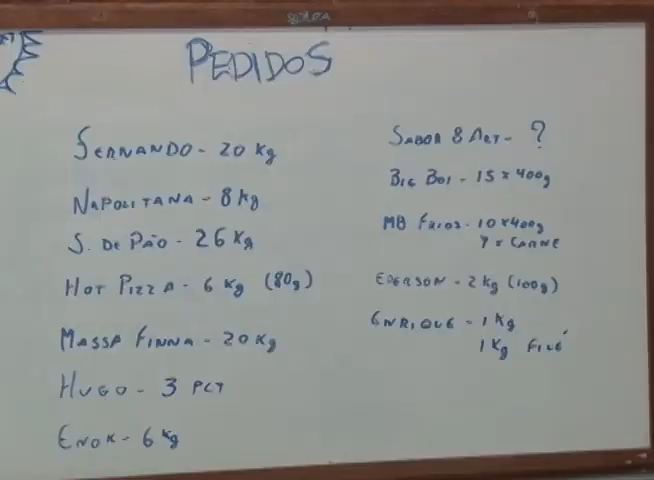 PEDIDOS
FERNANDO - 20 Kg
NAPOLITANA - 8 Kg
S. DE PÃO - 26 Kg
HOT PIZZA - 6 Kg (80g)
MASSA FINNA - 20 Kg
HUGO - 3 PCT
ENOK - 6 Kg
SABOR & ART - ?
BIG BOI - 15 x 400g
MB FRIOS - 10 x 400g
7 x CARNE
EDERSON - 2 Kg (100g)
ENRIQUE - 1 Kg
1 Kg FILÉ